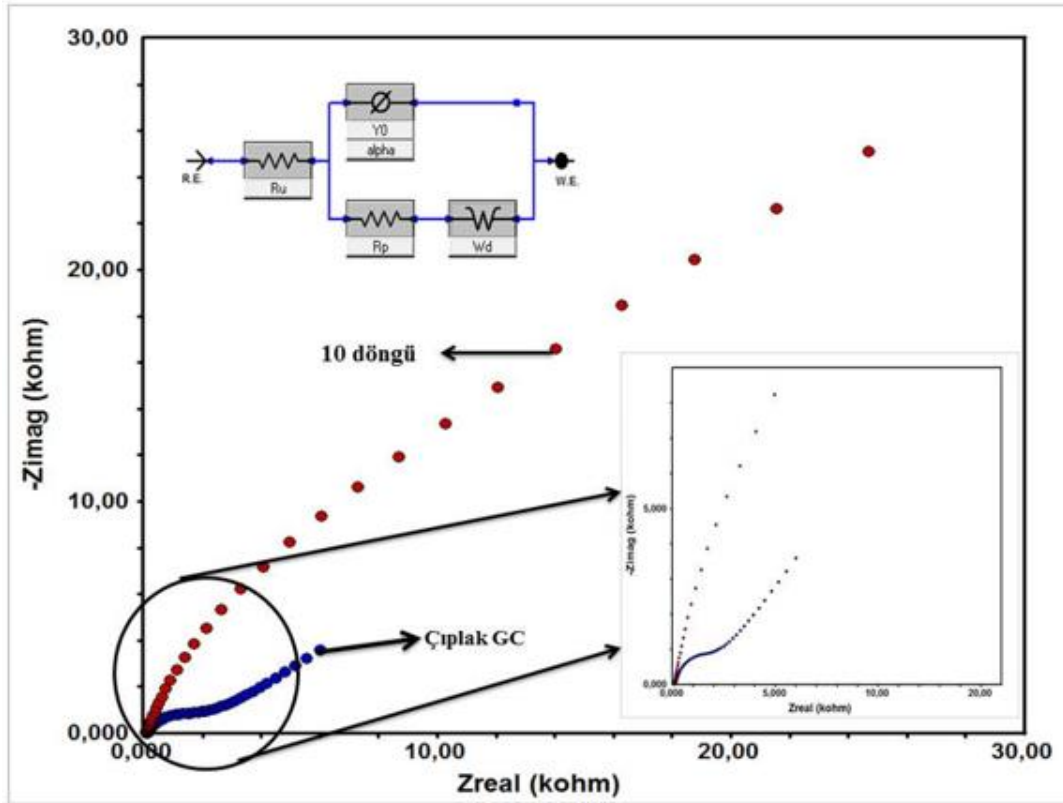 30,00
20,00
10,00
0,000
-Zimag (kohm)
R.E.
Ru
Y0
alpha
Rp
Wd
W.E.
10 döngü
Çıplak GC
5,000
0,000
-Zimag (kohm)
0,000
5,000
10,00
20,00
Zreal (kohm)
0,000
10,00
20,00
30,00
Zreal (kohm)